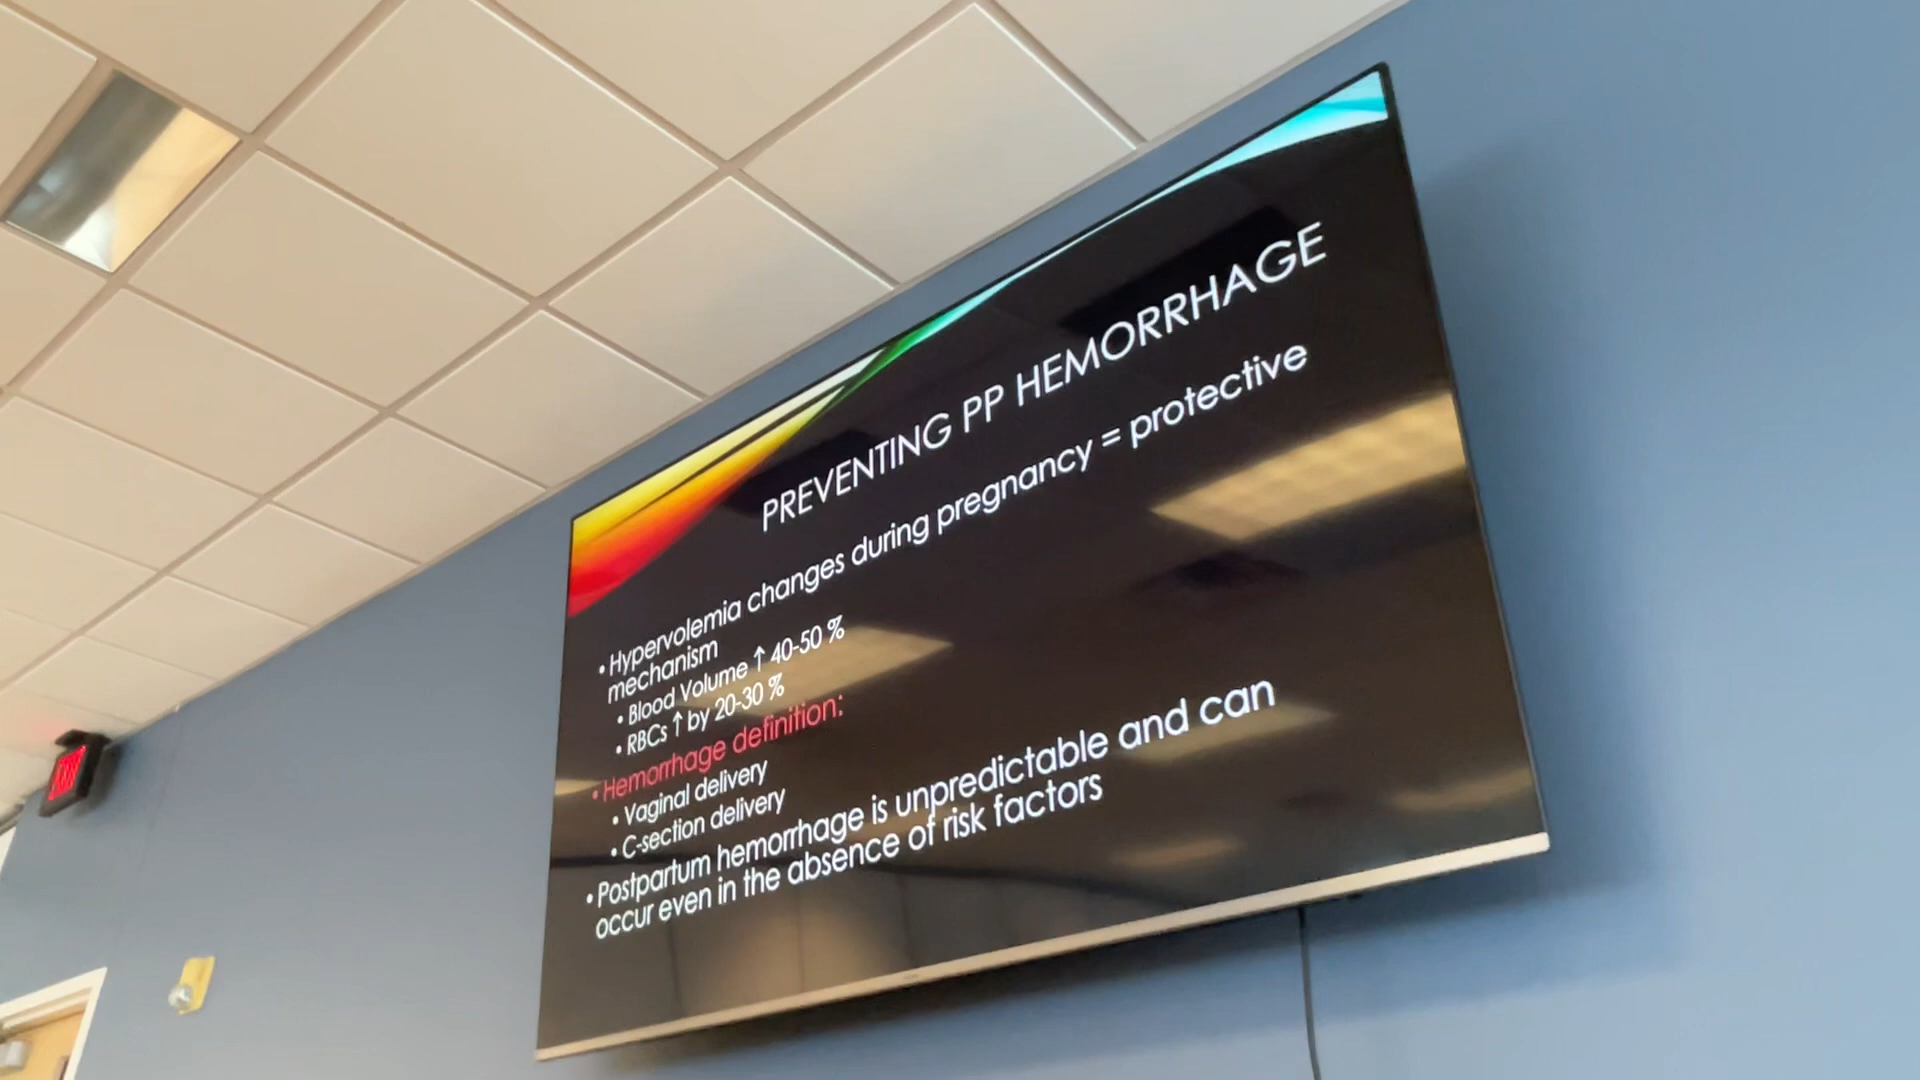 PREVENTING PP HEMORRHAGE
• Hypervolemia changes during pregnancy = protective
mechanism
• Blood Volume ↑ 40-50 %
• RBCs ↑ by 20-30 %
• Hemorrhage definition:
• Vaginal delivery
• C-section delivery
• Postpartum hemorrhage is unpredictable and can
occur even in the absence of risk factors
EXIT